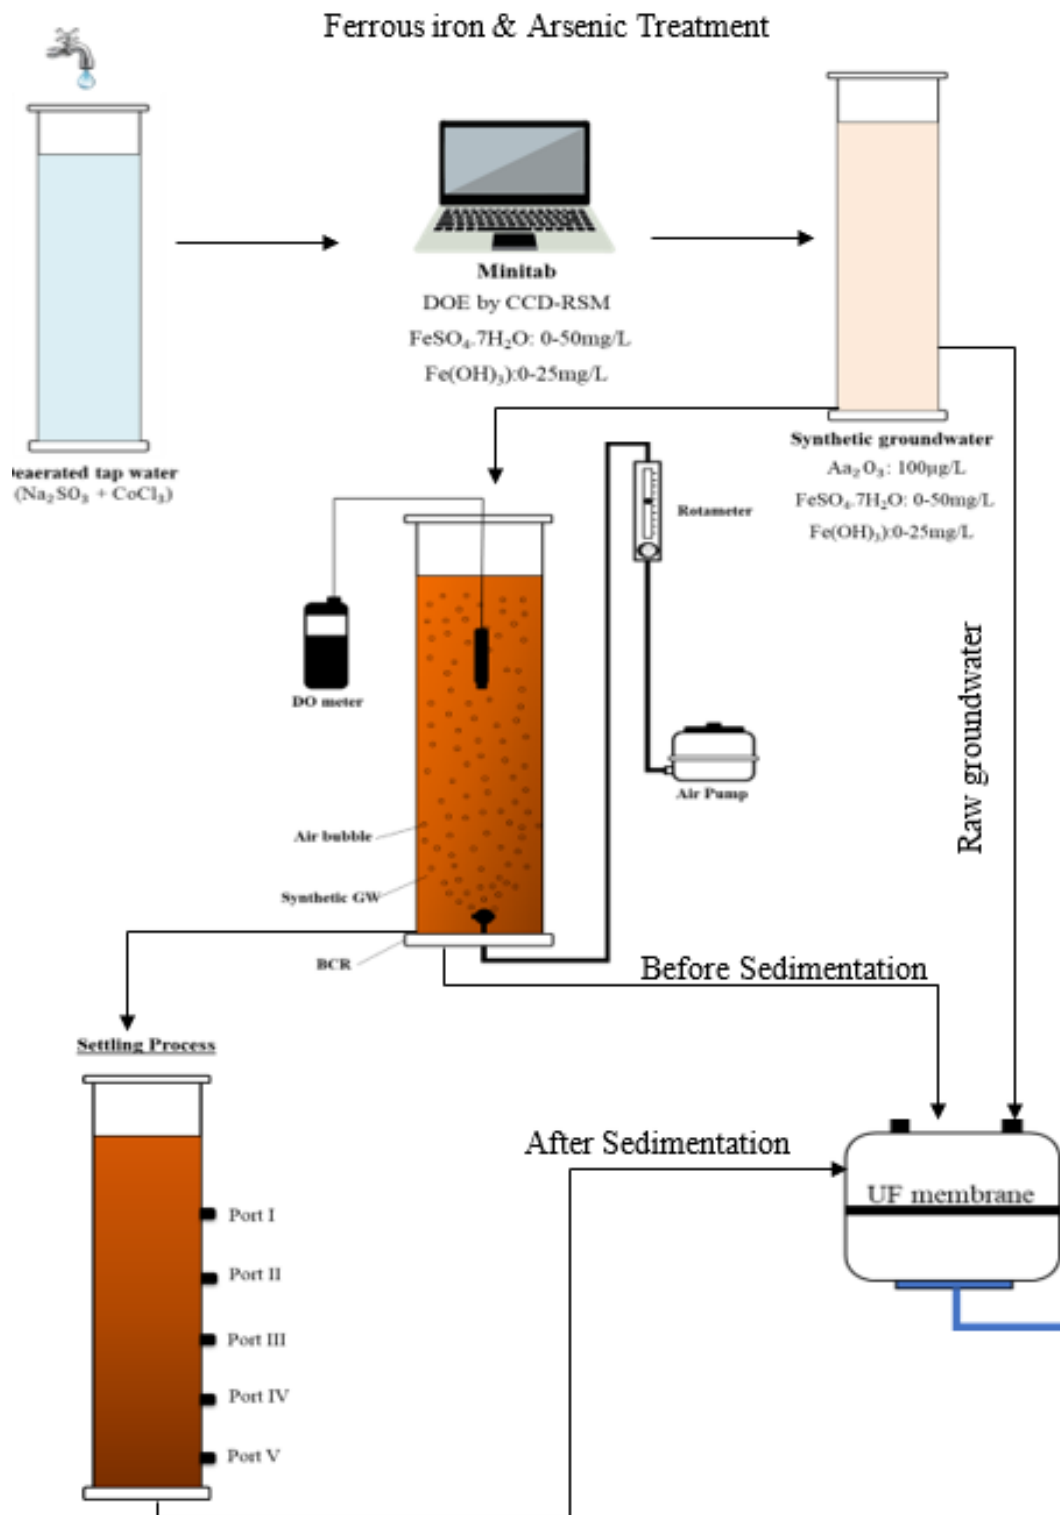 Ferrous iron & Arsenic Treatment
Minitab
DOE by CCD-RSM
FeSO₄.7H₂O: 0-50mg/L
Fe(OH)₃):0-25mg/L
eaerated tap water
(Na₂SO₃ + CoCl₃)
Synthetic groundwater
Aa₂O₃: 100µg/L
FeSO₄.7H₂O: 0-50mg/L
Fe(OH)₃):0-25mg/L
Rotameter
DO meter
Air Pump
Raw groundwater
Air bubble
Synthetic GW
BCR
Before Sedimentation
Settling Process
After Sedimentation
UF membrane
Port I
Port II
Port III
Port IV
Port V